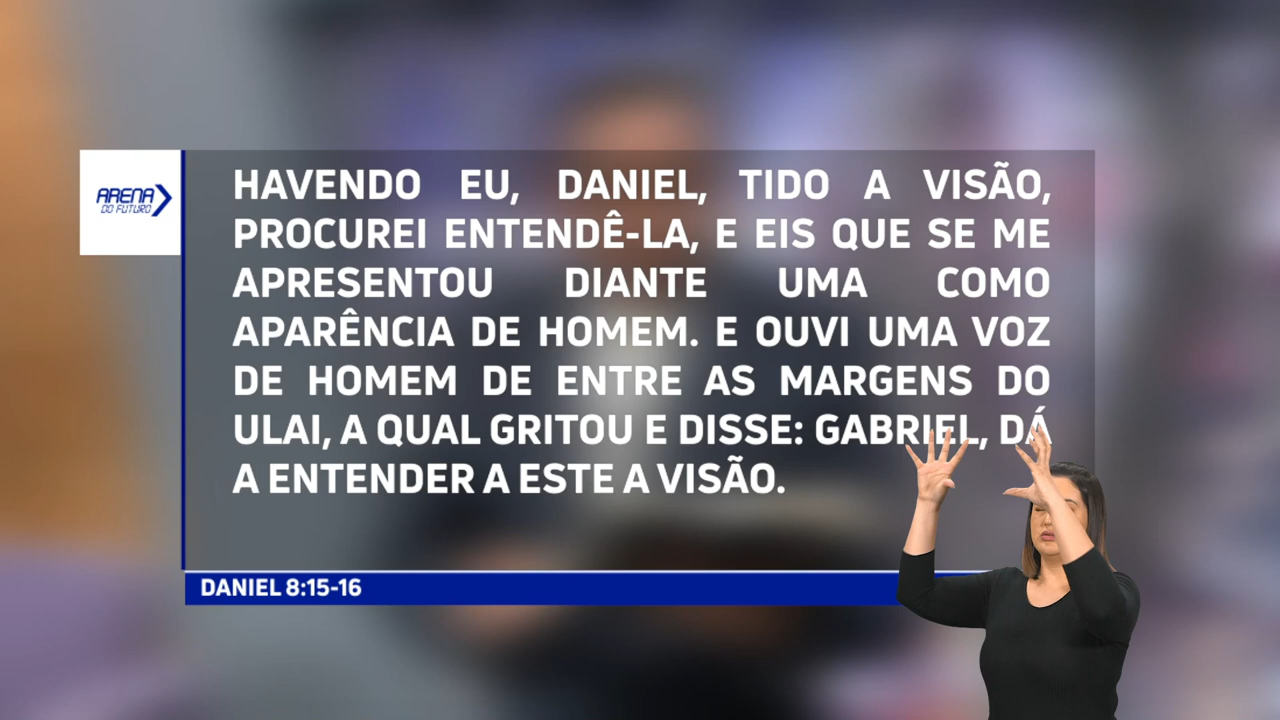 ARENA
DO FUTURO
HAVENDO EU, DANIEL, TIDO A VISÃO,
PROCUREI ENTENDÊ-LA, E EIS QUE SE ME
APRESENTOU DIANTE UMA COMO
APARÊNCIA DE HOMEM. E OUVI UMA VOZ
DE HOMEM DE ENTRE AS MARGENS DO
ULAI, A QUAL GRITOU E DISSE: GABRIEL, DÁ
A ENTENDER A ESTE A VISÃO.
DANIEL 8:15-16